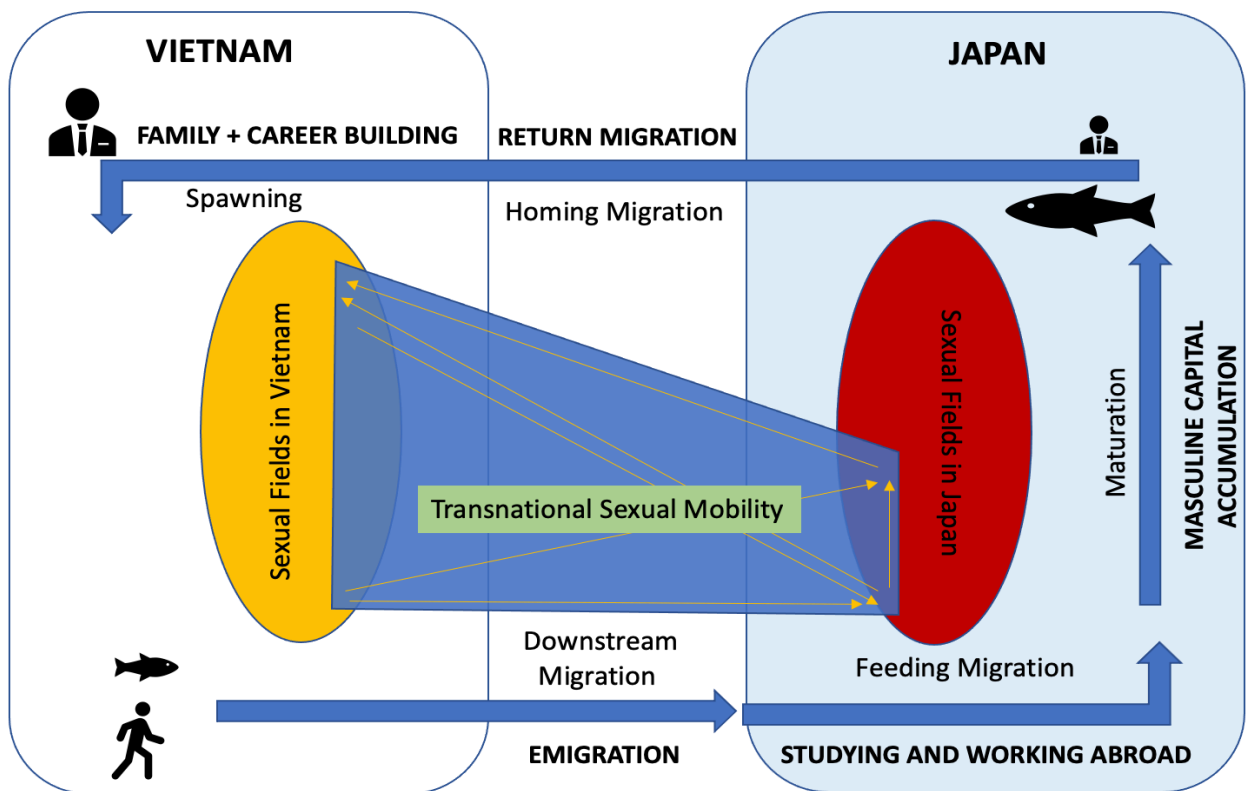 VIETNAM
JAPAN
FAMILY + CAREER BUILDING
RETURN MIGRATION
Spawning
Homing Migration
Sexual Fields in Vietnam
Transnational Sexual Mobility
Sexual Fields in Japan
Maturation
MASCULINE CAPITAL
ACCUMULATION
Downstream
Migration
Feeding Migration
EMIGRATION
STUDYING AND WORKING ABROAD